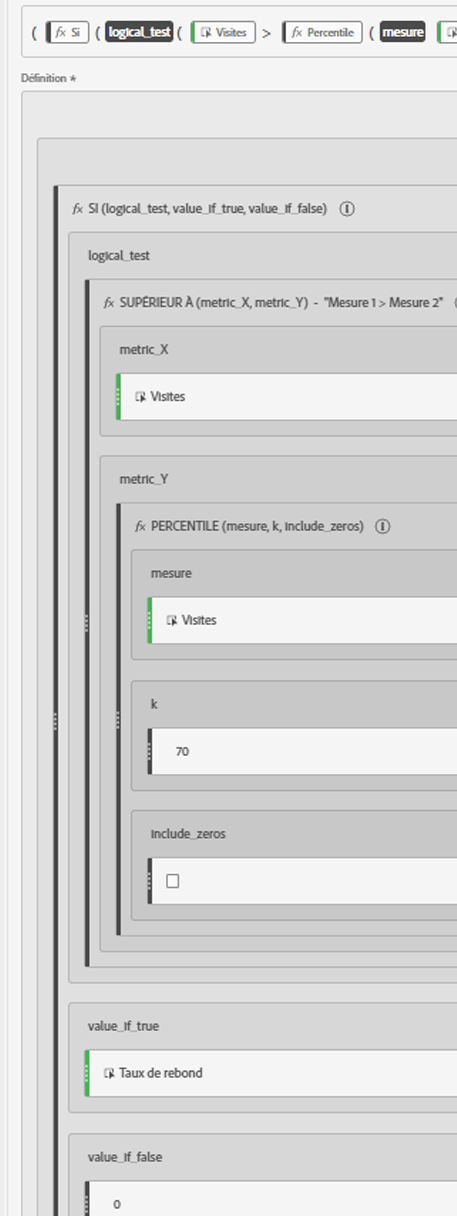 ( fx Si ( logical_test ( Visites > fx Percentile ( mesure
Définition *
fx SI (logical_test, value_if_true, value_if_false)
logical_test
fx SUPÉRIEUR À (metric_X, metric_Y) - "Mesure 1 > Mesure 2"
metric_X
Visites
metric_Y
fx PERCENTILE (mesure, k, include_zeros)
mesure
Visites
k
70
include_zeros
value_if_true
Taux de rebond
value_if_false
0